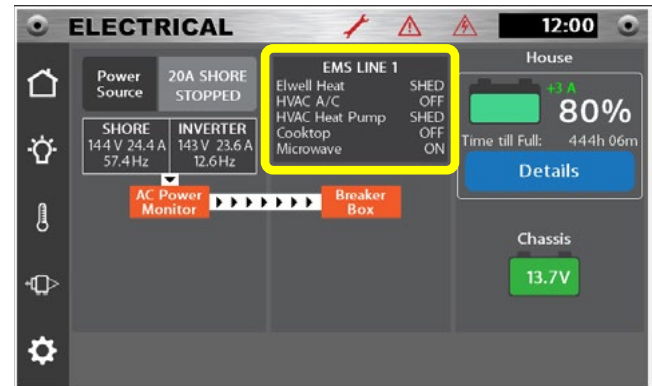 ELECTRICAL
12:00
Power Source
20A SHORE STOPPED
SHORE
144 V 24.4 A
57.4Hz
INVERTER
143 V 23.6 A
12.6Hz
AC Power
Monitor
Breaker
Box
EMS LINE 1
Elwell Heat SHED
HVAC A/C OFF
HVAC Heat Pump SHED
Cooktop OFF
Microwave ON
House
+3 A
80%
Time till Full: 444h 06m
Details
Chassis
13.7V